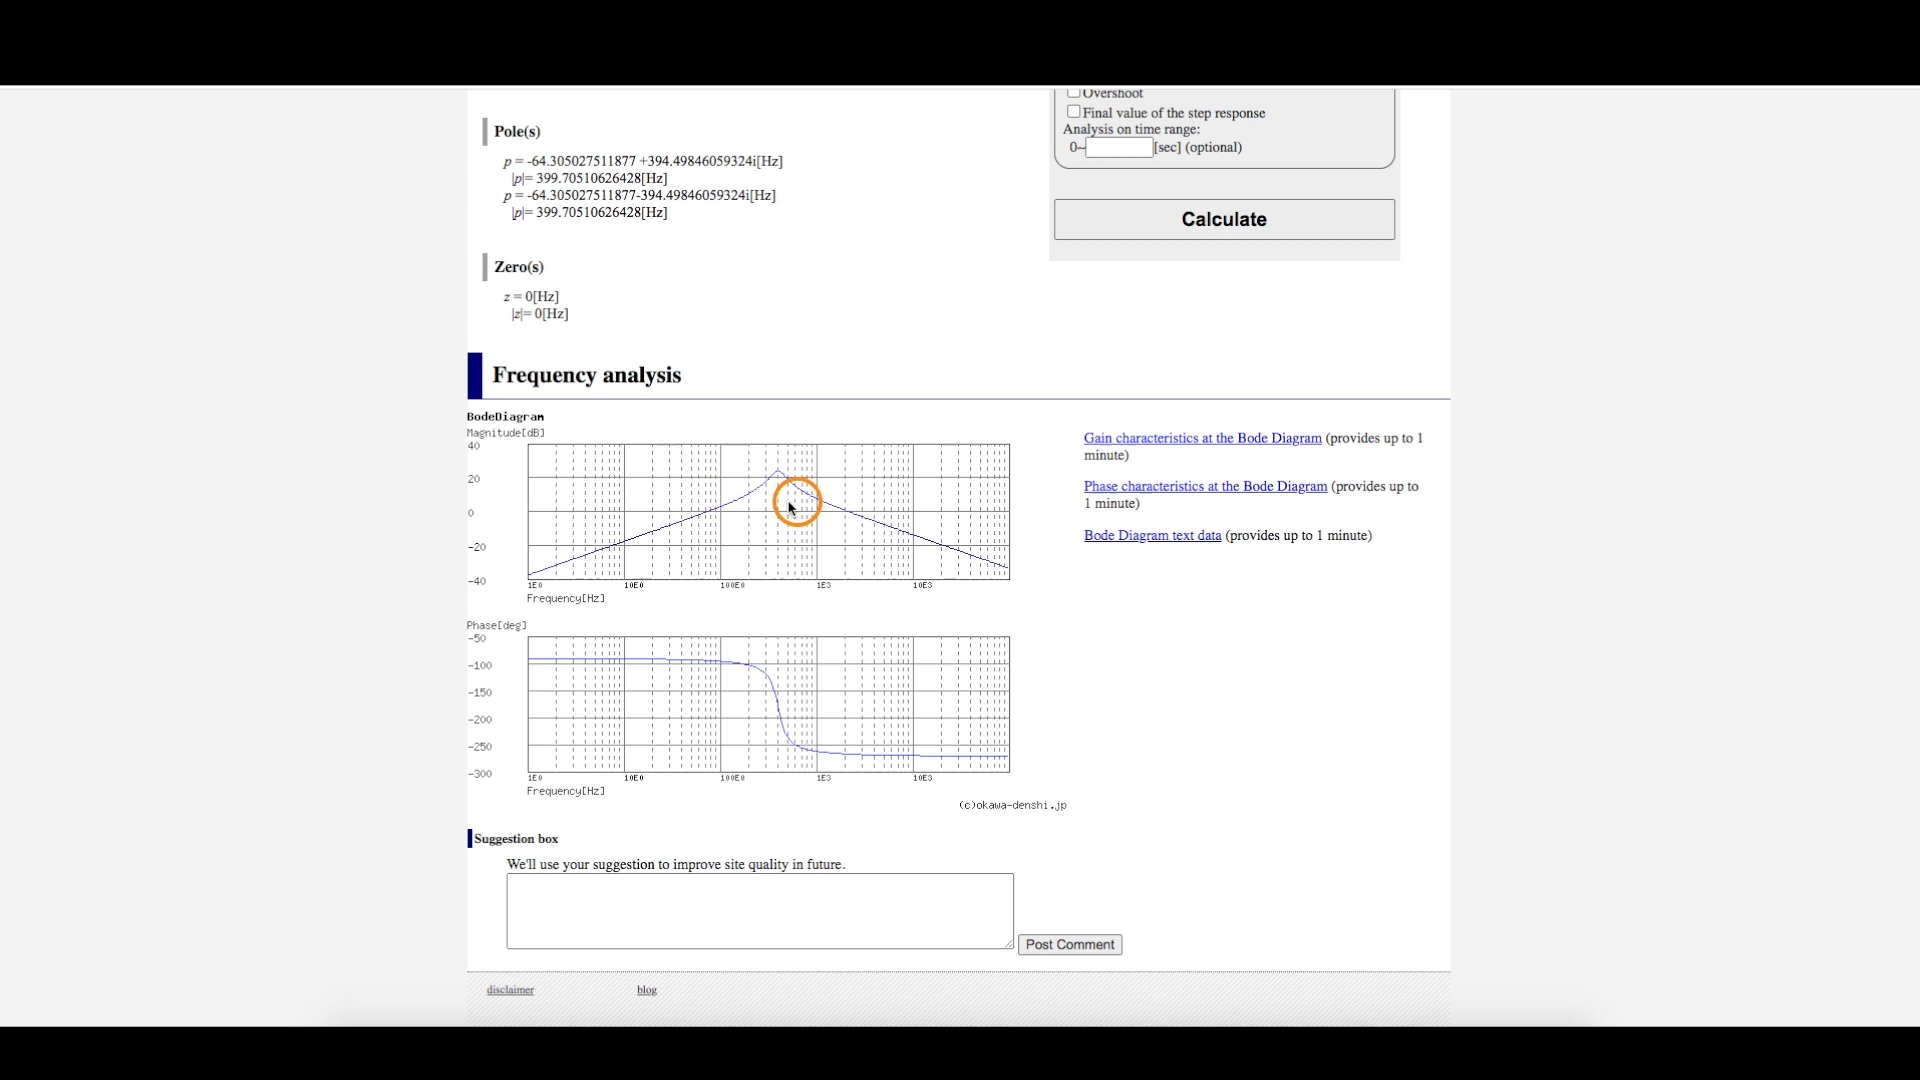 Overshoot
Final value of the step response
Analysis on time range:
0~ [sec] (optional)
Calculate
Pole(s)
p = -64.305027511877 +394.49846059324i[Hz]
|p|= 399.70510626428[Hz]
p = -64.305027511877-394.49846059324i[Hz]
|p|= 399.70510626428[Hz]
Zero(s)
z = 0[Hz]
|z|= 0[Hz]
Frequency analysis
BodeDiagram
Magnitude[dB]
40
20
0
-20
-40
1E0 10E0 100E0 1E3 10E3
Frequency[Hz]
Phase[deg]
-50
-100
-150
-200
-250
-300
1E0 10E0 100E0 1E3 10E3
Frequency[Hz]
(c)okawa-denshi.jp
Gain characteristics at the Bode Diagram (provides up to 1
minute)
Phase characteristics at the Bode Diagram (provides up to
1 minute)
Bode Diagram text data (provides up to 1 minute)
Suggestion box
We'll use your suggestion to improve site quality in future.
Post Comment
disclaimer blog